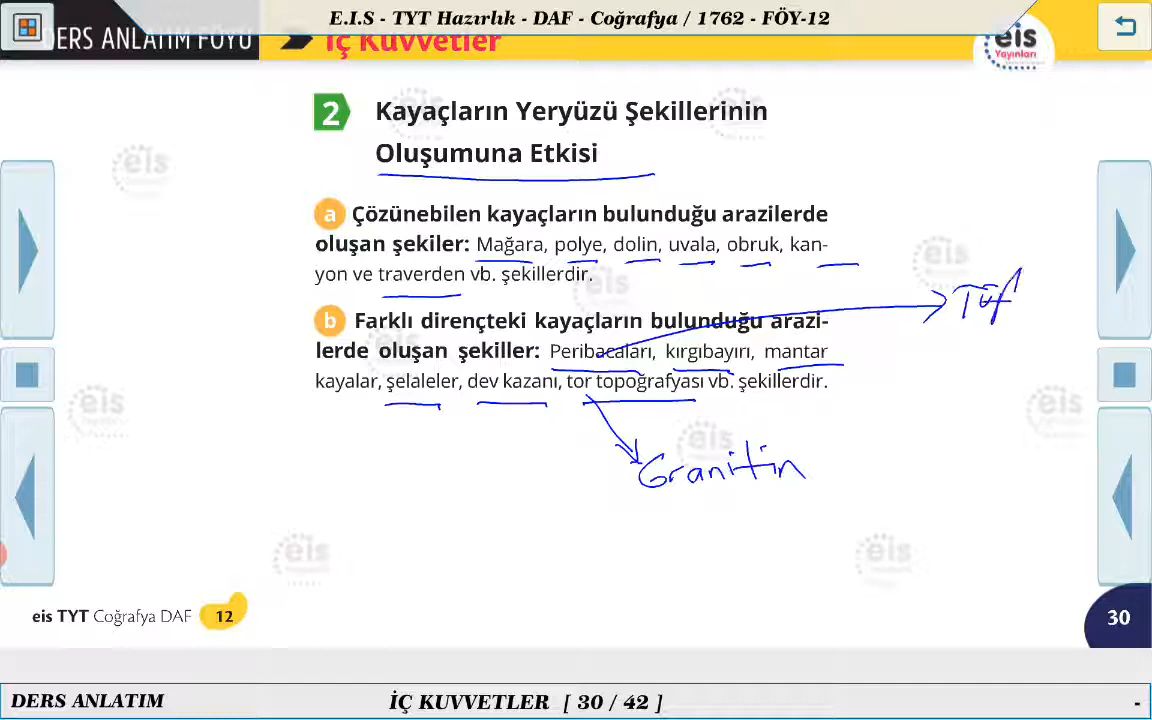 E.I.S - TYT Hazırlık - DAF - Coğrafya / 1762 - FÖY-12
DERS ANLATIM FÖYÜ
İç Kuvvetler
eis
Yayınları
2 Kayaçların Yeryüzü Şekillerinin
Oluşumuna Etkisi
a Çözünebilen kayaçların bulunduğu arazilerde
oluşan şekiler: Mağara, polye, dolin, uvala, obruk, kan-
yon ve traverden vb. şekillerdir.
Tüf
b Farklı dirençteki kayaçların bulunduğu arazi-
lerde oluşan şekiller: Peribacaları, kırgıbayırı, mantar
kayalar, şelaleler, dev kazanı, tor topoğrafyası vb. şekillerdir.
Granitin
eis TYT Coğrafya DAF 12
30
DERS ANLATIM
İÇ KUVVETLER [ 30 / 42 ]
-